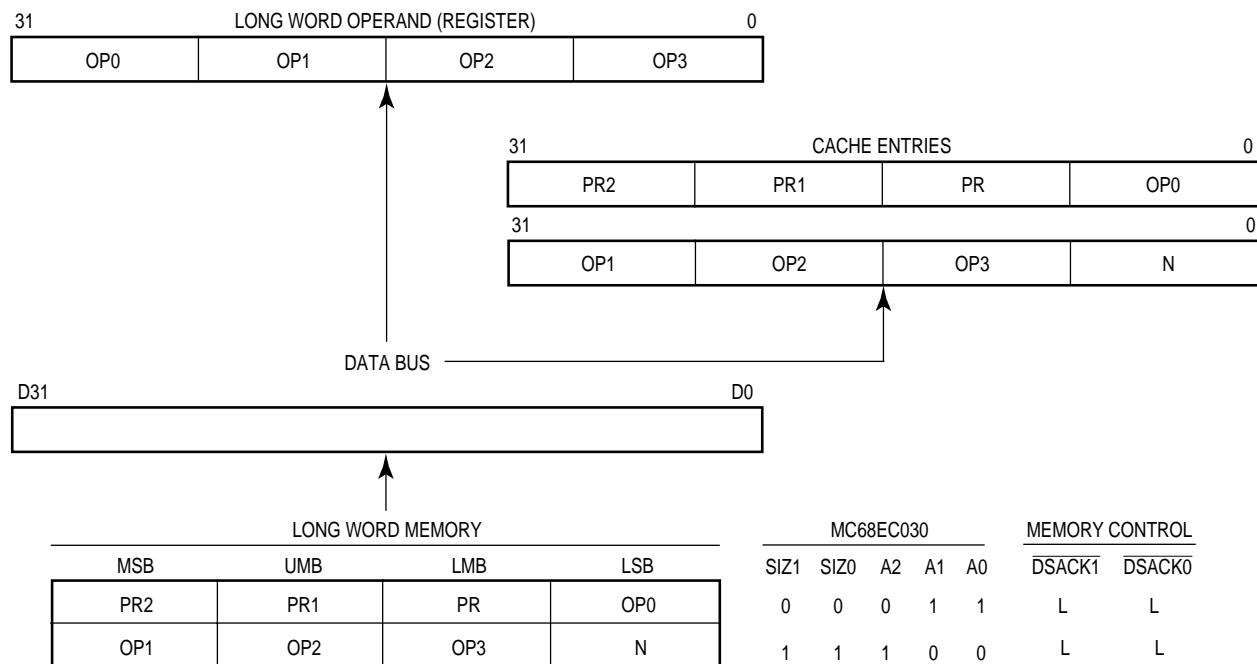 31 LONG WORD OPERAND (REGISTER) 0
OP0 OP1 OP2 OP3
31 CACHE ENTRIES 0
PR2 PR1 PR OP0
31 0
OP1 OP2 OP3 N
DATA BUS
D31 D0
LONG WORD MEMORY MC68EC030 MEMORY CONTROL
MSB UMB LMB LSB SIZ1 SIZ0 A2 A1 A0 DSACK1 DSACK0
PR2 PR1 PR OP0 0 0 0 1 1 L L
OP1 OP2 OP3 N 1 1 1 0 0 L L